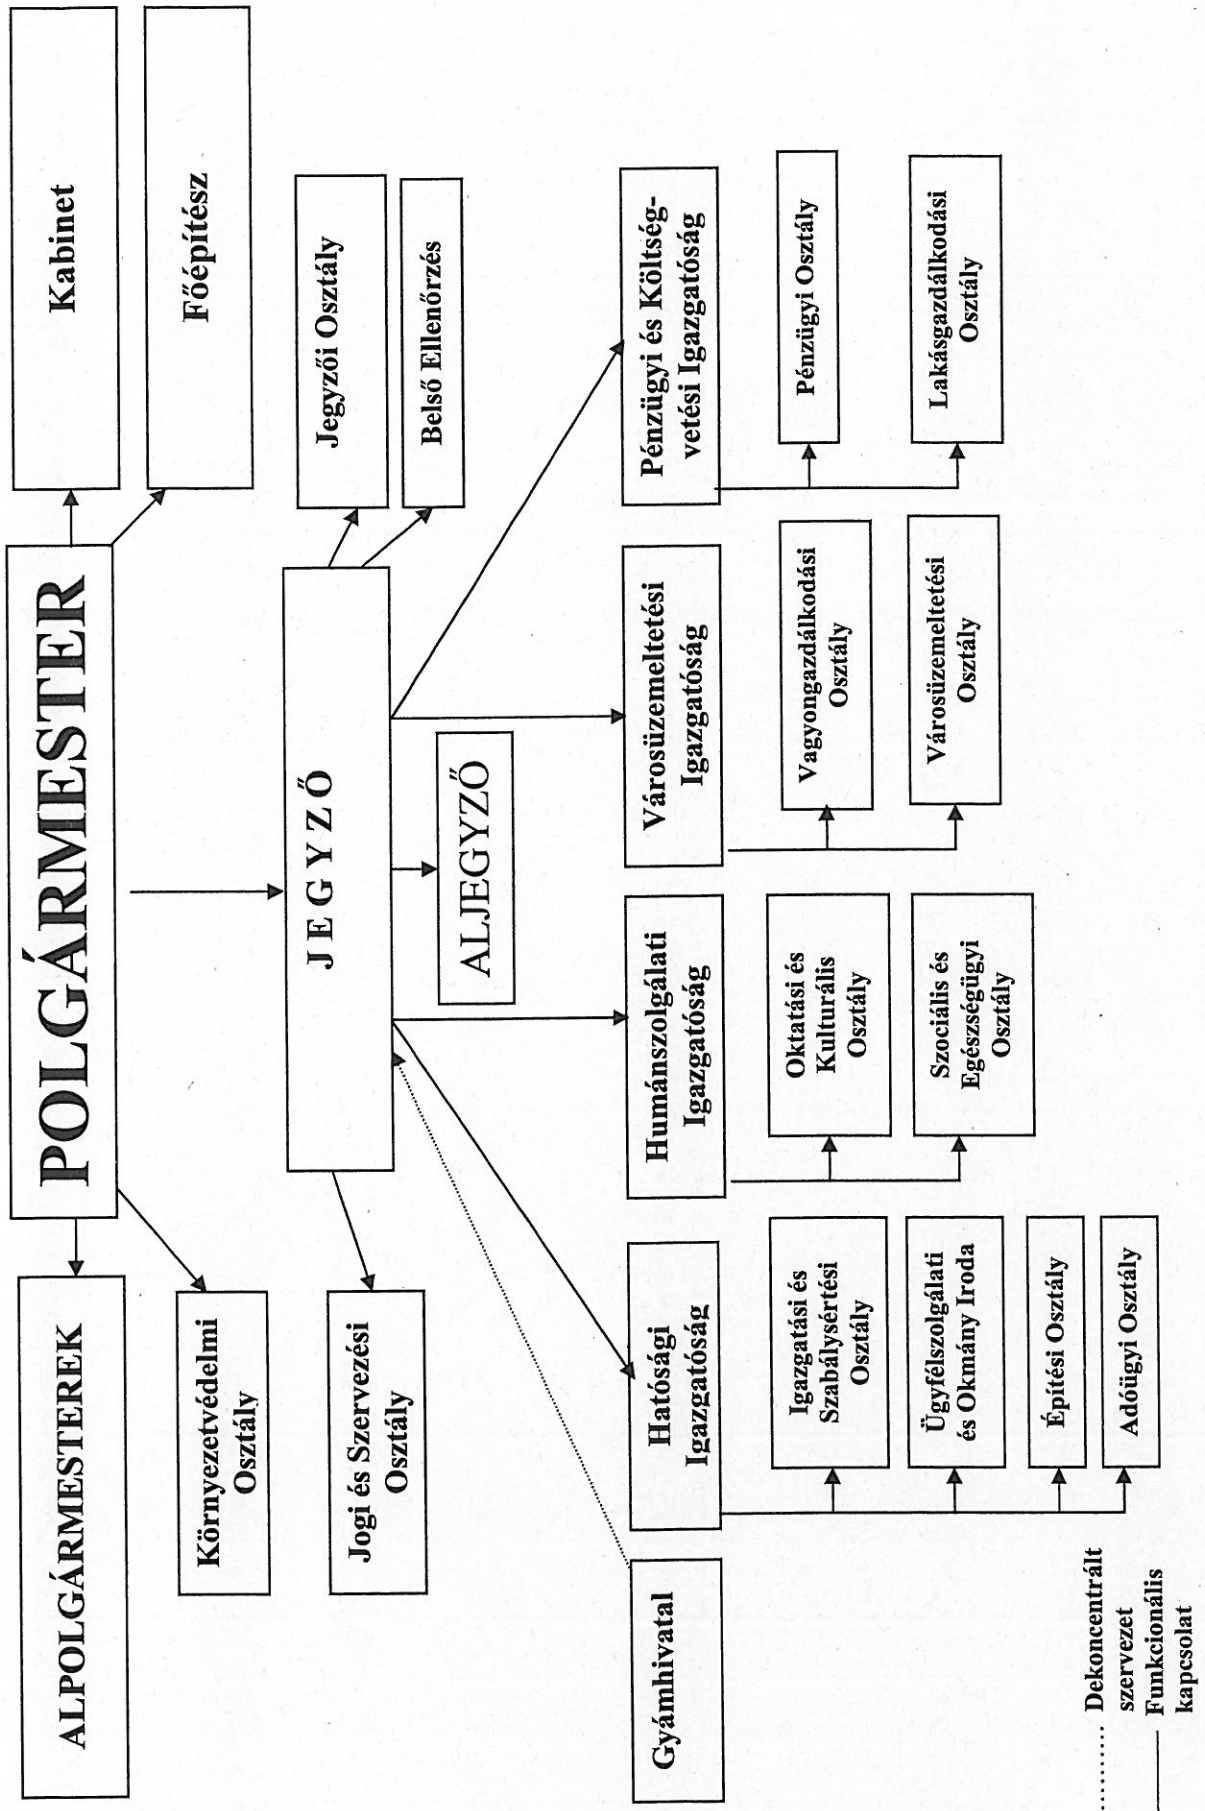 ALPOLGÁRMESTEREK
POLGÁRMESTER
Kabinet
Főépítész
Környezetvédelmi
Osztály
Jogi és Szervezési
Osztály
J E G Y Z Ő
Jegyzői Osztály
Belső Ellenőrzés
ALJEGYZŐ
Gyámhivatal
Hatósági
Igazgatóság
Humánszolgálati
Igazgatóság
Városüzemeltetési
Igazgatóság
Pénzügyi és Költség-
vetési Igazgatóság
Igazgatási és
Szabálysértési
Osztály
Ügyfélszolgálati
és Okmány Iroda
Építési Osztály
Adóügyi Osztály
Oktatási és
Kulturális
Osztály
Szociális és
Egészségügyi
Osztály
Vagyongazdálkodási
Osztály
Városüzemeltetési
Osztály
Pénzügyi Osztály
Lakásgazdálkodási
Osztály
Dekoncentrált
szervezet
Funkcionális
kapcsolat